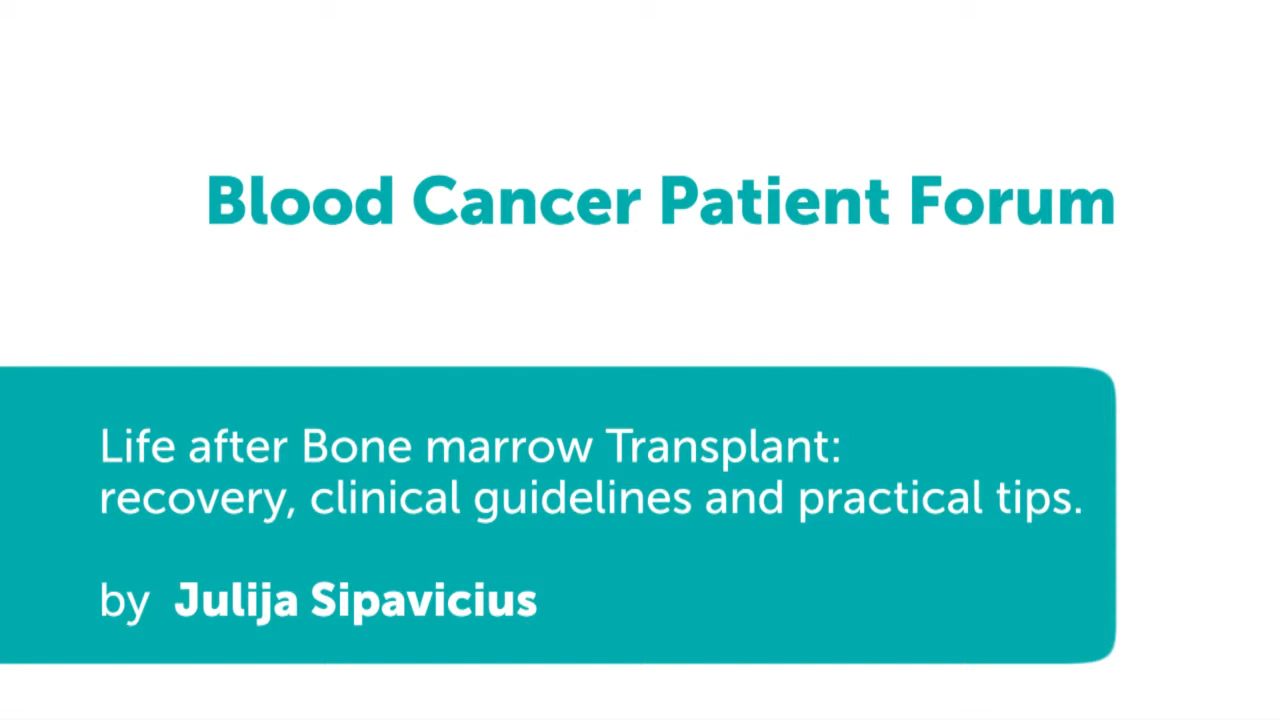 Blood Cancer Patient Forum
Life after Bone marrow Transplant:
recovery, clinical guidelines and practical tips.
by Julija Sipavicius